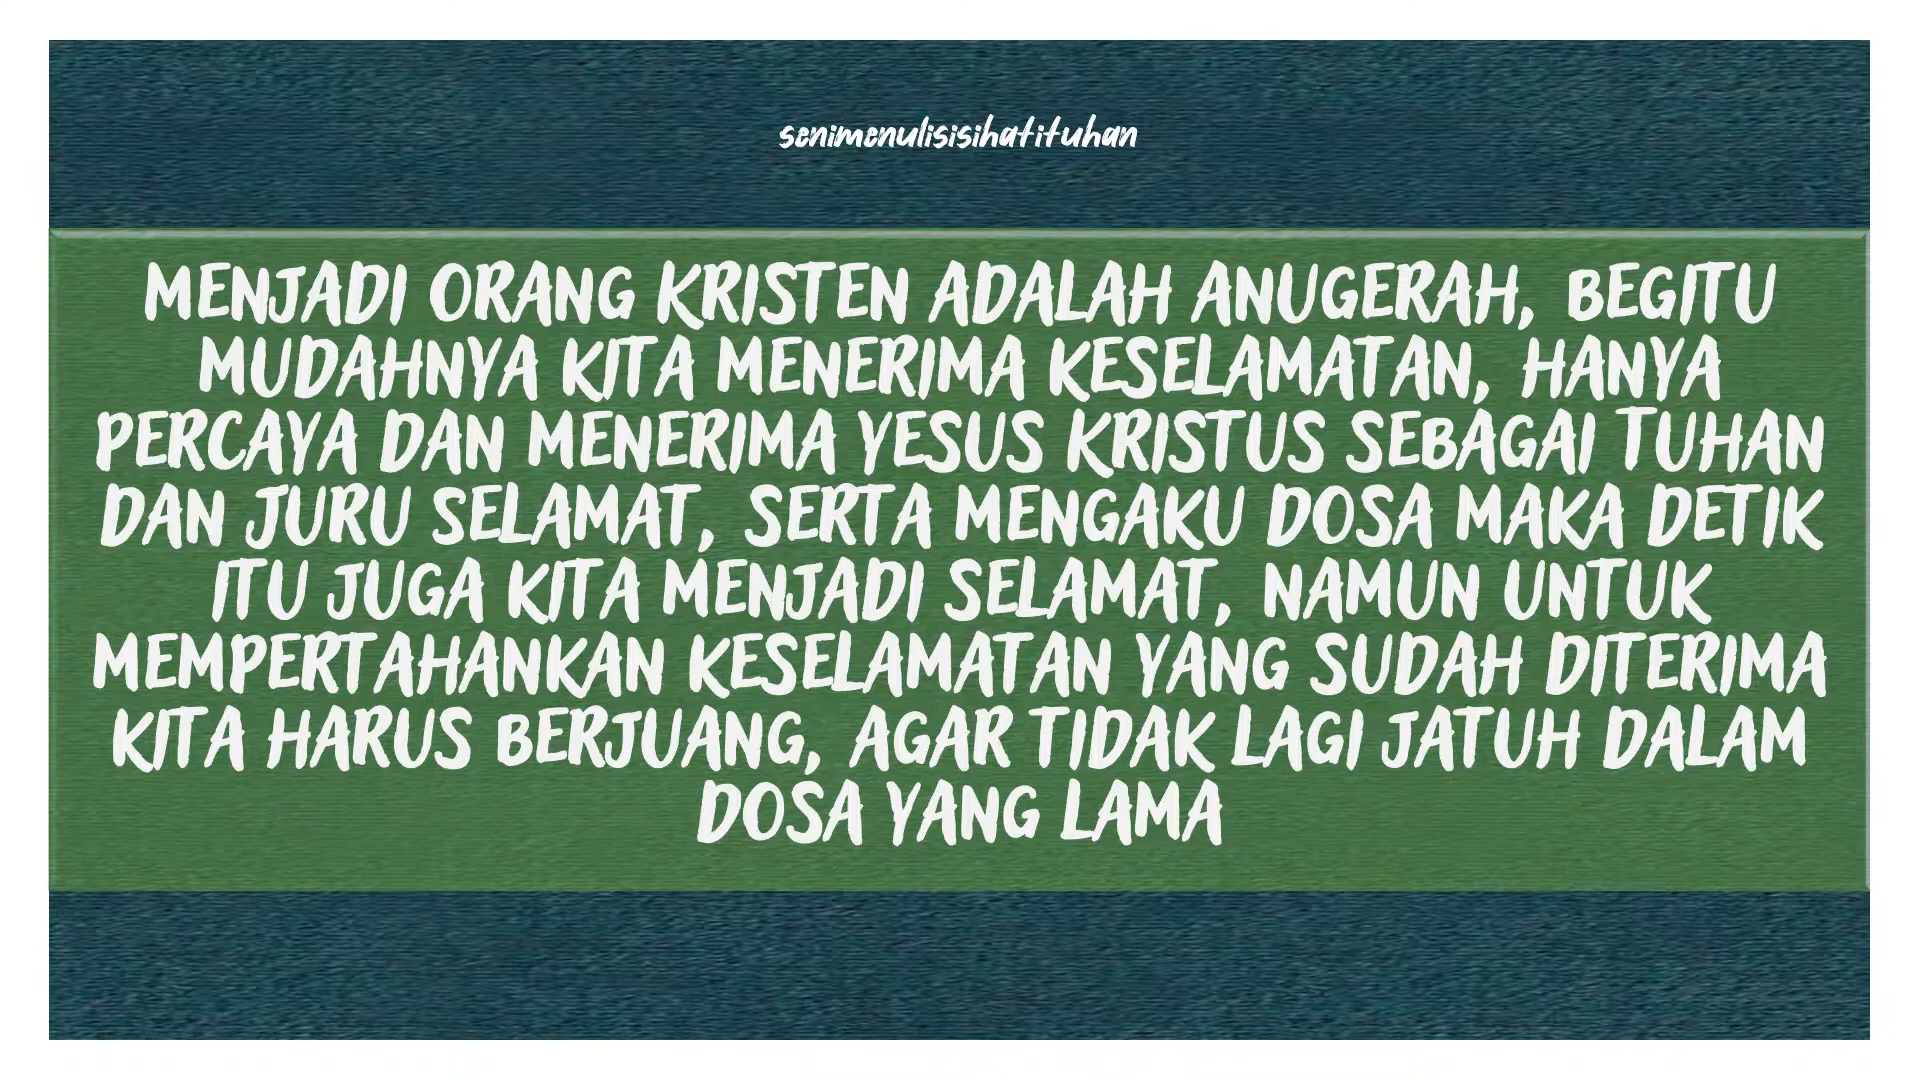 senimenulisisihatituhan
MENJADI ORANG KRISTEN ADALAH ANUGERAH, BEGITU
MUDAHNYA KITA MENERIMA KESELAMATAN, HANYA
PERCAYA DAN MENERIMA YESUS KRISTUS SEBAGAI TUHAN
DAN JURU SELAMAT, SERTA MENGAKU DOSA MAKA DETIK
ITU JUGA KITA MENJADI SELAMAT, NAMUN UNTUK
MEMPERTAHANKAN KESELAMATAN YANG SUDAH DITERIMA
KITA HARUS BERJUANG, AGAR TIDAK LAGI JATUH DALAM
DOSA YANG LAMA